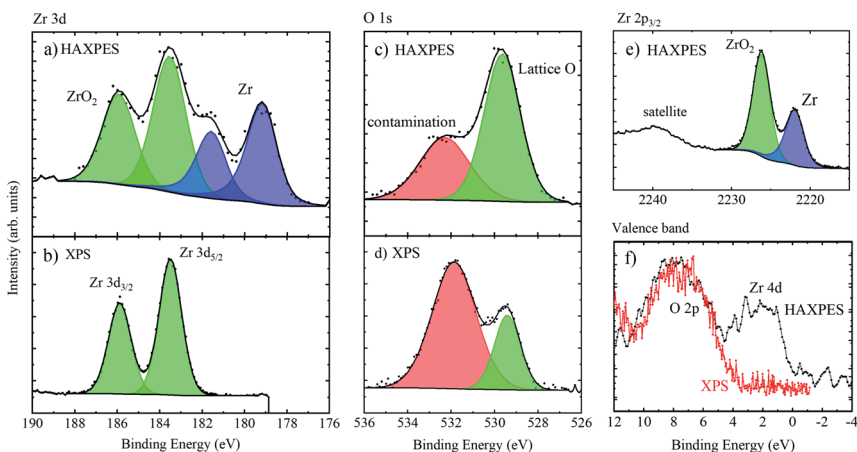 Zr 3d
O 1s
Zr 2p3/2
a) HAXPES
ZrO2
Zr
c) HAXPES
Lattice O
contamination
e) HAXPES
ZrO2
Zr
satellite
2240 2230 2220
Binding Energy (eV)
Intensity (arb. units)
b) XPS
Zr 3d3/2
Zr 3d5/2
d) XPS
Valence band
f)
Zr 4d
HAXPES
O 2p
XPS
190 188 186 184 182 180 178 176
Binding Energy (eV)
536 534 532 530 528 526
Binding Energy (eV)
12 10 8 6 4 2 0 -2 -4
Binding Energy (eV)